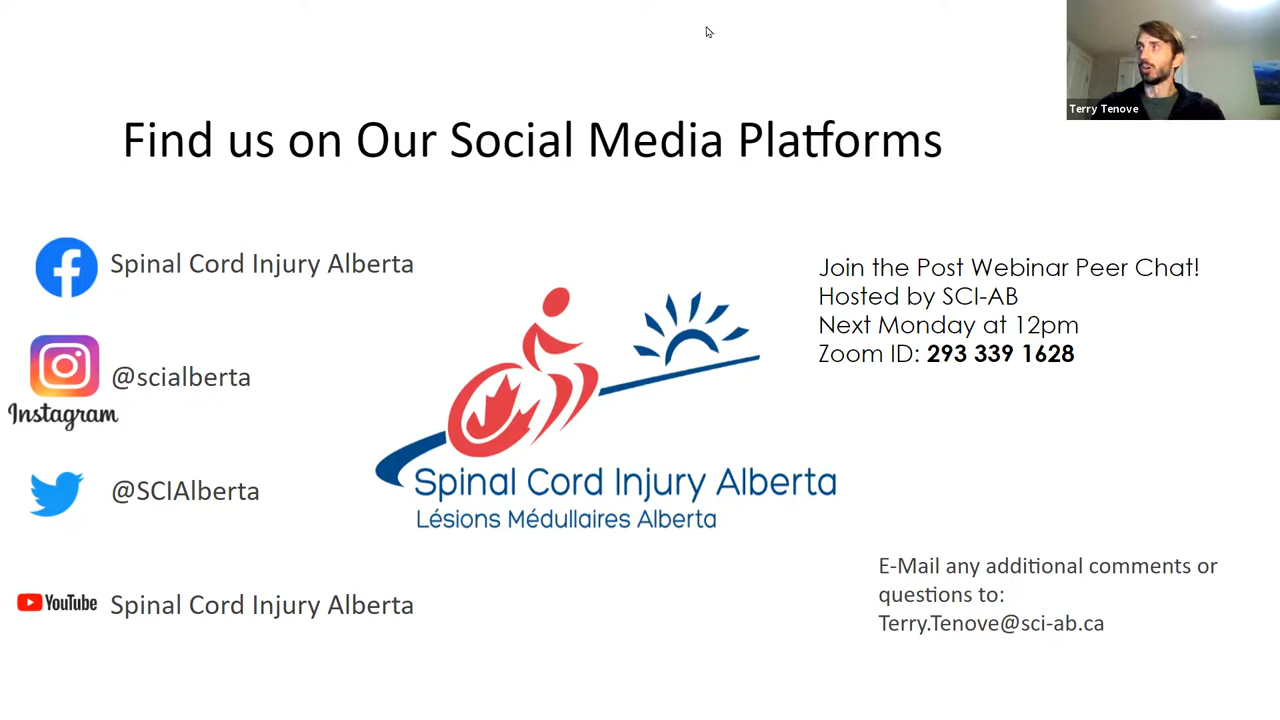 Terry Tenove
Find us on Our Social Media Platforms
Spinal Cord Injury Alberta
Instagram
@scialberta
@SCIAlberta
YouTube
Spinal Cord Injury Alberta
Spinal Cord Injury Alberta
Lésions Médullaires Alberta
Join the Post Webinar Peer Chat!
Hosted by SCI-AB
Next Monday at 12pm
Zoom ID: 293 339 1628
E-Mail any additional comments or
questions to:
Terry.Tenove@sci-ab.ca